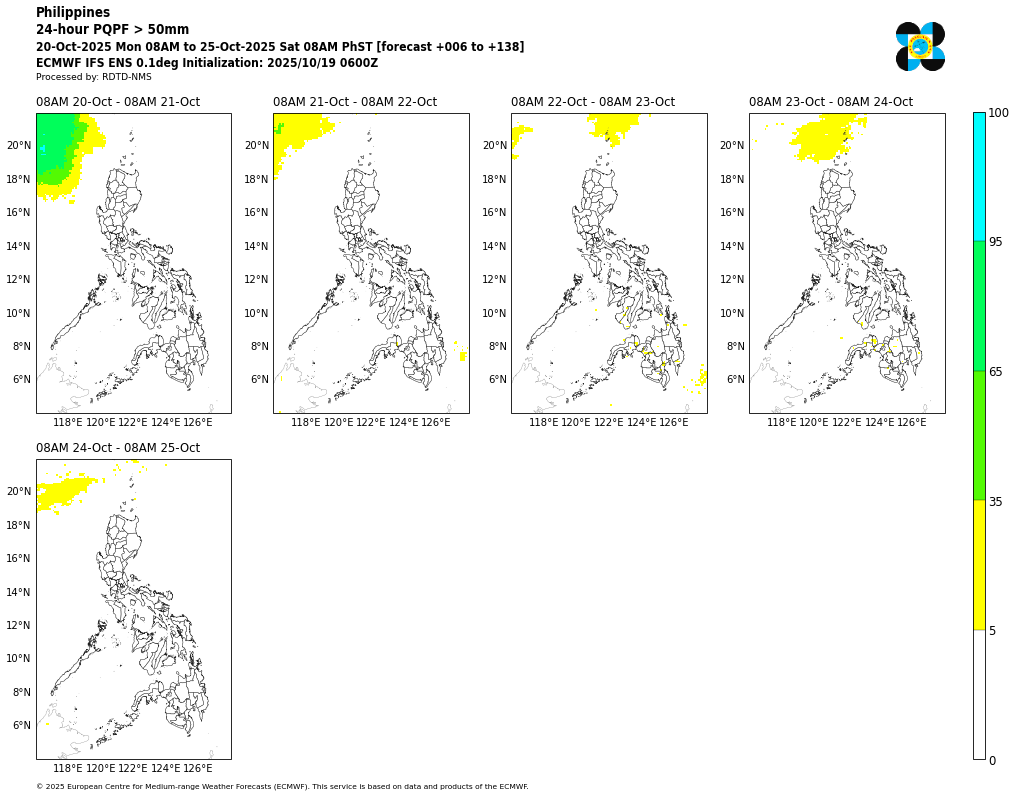 Philippines
24-hour PQPF > 50mm
20-Oct-2025 Mon 08AM to 25-Oct-2025 Sat 08AM PhST [forecast +006 to +138]
ECMWF IFS ENS 0.1deg Initialization: 2025/10/19 0600Z
Processed by: RDTD-NMS
08AM 20-Oct - 08AM 21-Oct
08AM 21-Oct - 08AM 22-Oct
08AM 22-Oct - 08AM 23-Oct
08AM 23-Oct - 08AM 24-Oct
20°N 20°N 20°N 20°N
18°N 18°N 18°N 18°N
16°N 16°N 16°N 16°N
14°N 14°N 14°N 14°N
12°N 12°N 12°N 12°N
10°N 10°N 10°N 10°N
8°N 8°N 8°N 8°N
6°N 6°N 6°N 6°N
118°E 120°E 122°E 124°E 126°E 118°E 120°E 122°E 124°E 126°E 118°E 120°E 122°E 124°E 126°E 118°E 120°E 122°E 124°E 126°E
08AM 24-Oct - 08AM 25-Oct
20°N
18°N
16°N
14°N
12°N
10°N
8°N
6°N
118°E 120°E 122°E 124°E 126°E
100
95
65
35
5
0
© 2025 European Centre for Medium-range Weather Forecasts (ECMWF). This service is based on data and products of the ECMWF.